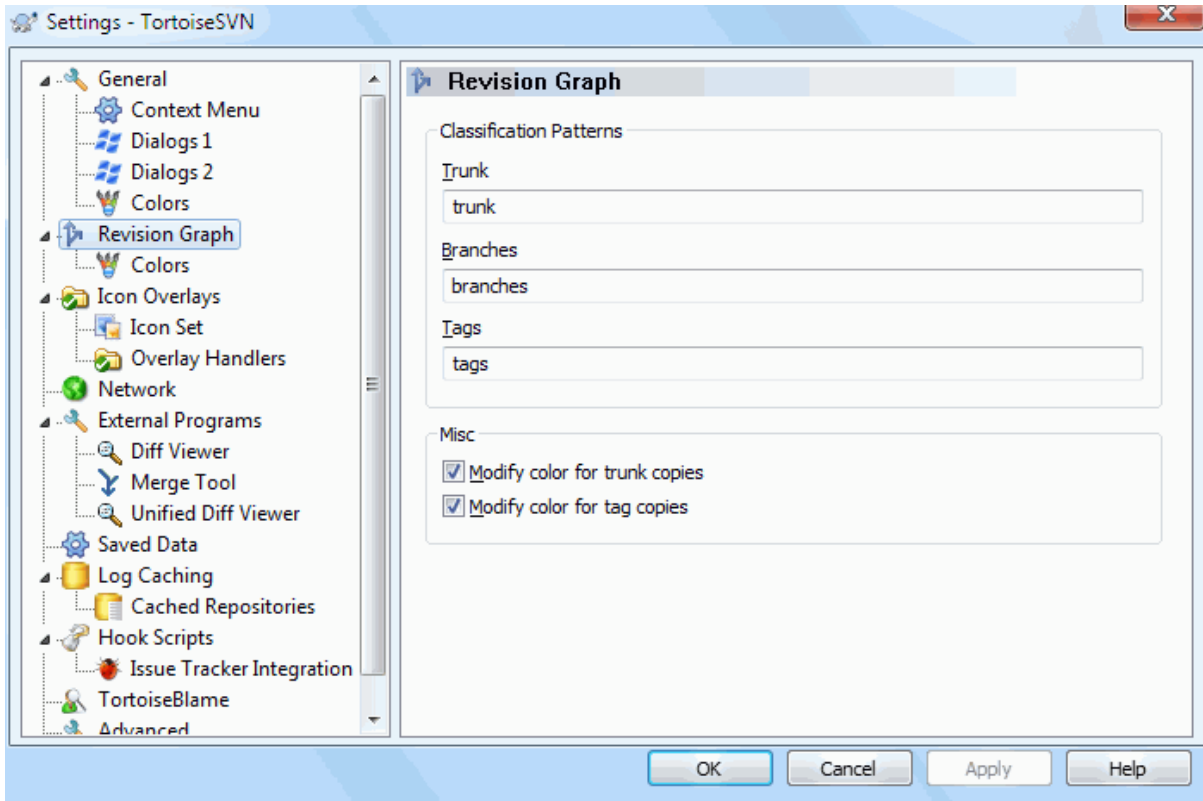 Settings - TortoiseSVN
General
Context Menu
Dialogs 1
Dialogs 2
Colors
Revision Graph
Colors
Icon Overlays
Icon Set
Overlay Handlers
Network
External Programs
Diff Viewer
Merge Tool
Unified Diff Viewer
Saved Data
Log Caching
Cached Repositories
Hook Scripts
Issue Tracker Integration
TortoiseBlame
Advanced
Revision Graph
Classification Patterns
Trunk
trunk
Branches
branches
Tags
tags
Misc
Modify color for trunk copies
Modify color for tag copies
OK
Cancel
Apply
Help